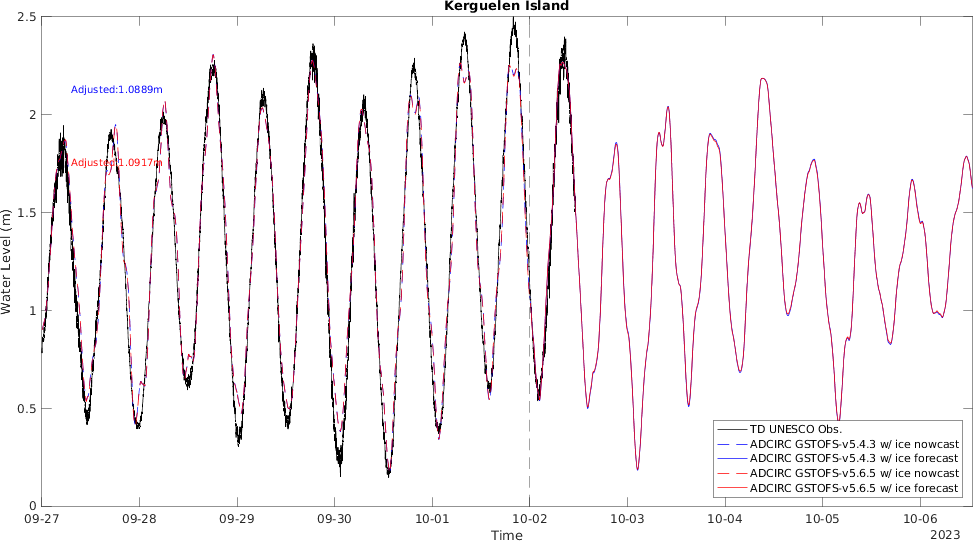 Kerguelen Island
2.5
2
1.5
1
0.5
0
Water Level (m)
Adjusted:1.0889m
Adjusted:1.0917m
TD UNESCO Obs.
ADCIRC GSTOFS-v5.4.3 w/ ice nowcast
ADCIRC GSTOFS-v5.4.3 w/ ice forecast
ADCIRC GSTOFS-v5.6.5 w/ ice nowcast
ADCIRC GSTOFS-v5.6.5 w/ ice forecast
09-27 09-28 09-29 09-30 10-01 10-02 10-03 10-04 10-05 10-06
Time
2023